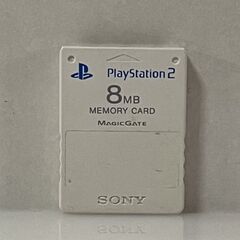 PlayStation 2
8MB
MEMORY CARD
MAGICGATE
SONY